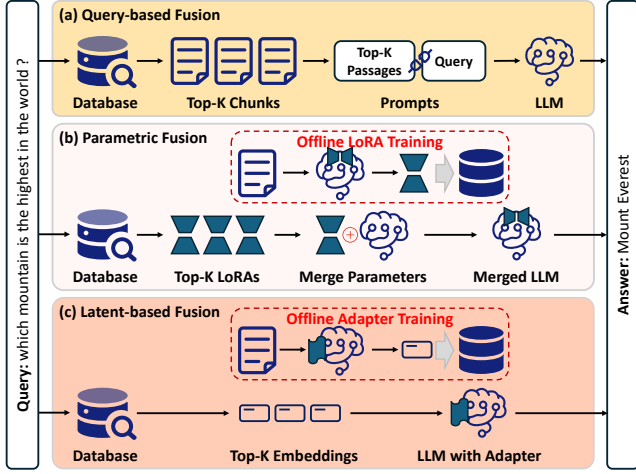 Query: which mountain is the highest in the world ?
(a) Query-based Fusion
Top-K
Passages
Query
Database
Top-K Chunks
Prompts
LLM
(b) Parametric Fusion
Offline LoRA Training
Database
Top-K LoRAs
Merge Parameters
Merged LLM
(c) Latent-based Fusion
Offline Adapter Training
Database
Top-K Embeddings
LLM with Adapter
Answer: Mount Everest